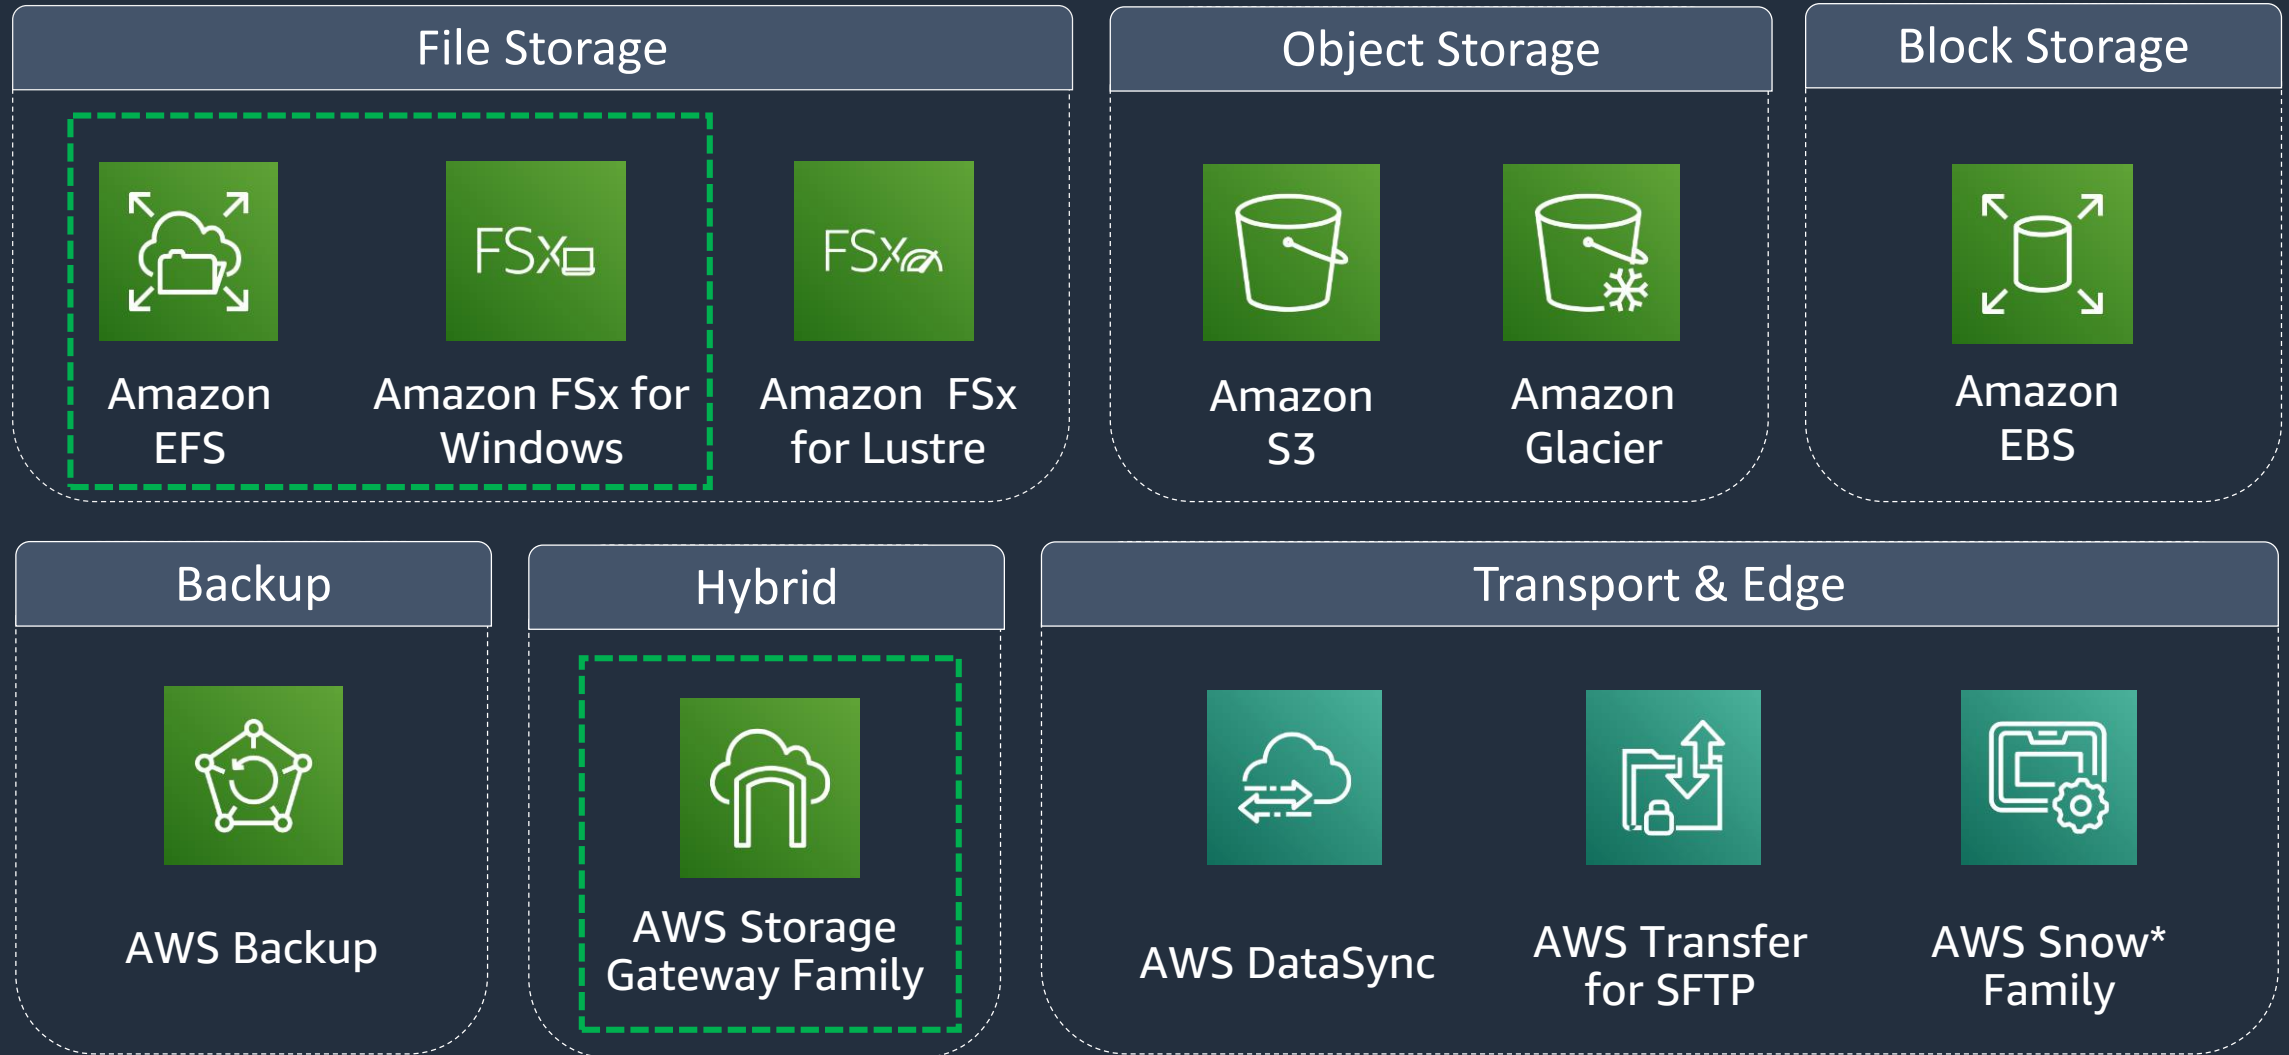 File Storage
Object Storage
Block Storage
FSx
FSx
Amazon
EFS
Amazon FSx for
Windows
Amazon FSx
for Lustre
Amazon
S3
Amazon
Glacier
Amazon
EBS
Backup
Hybrid
Transport & Edge
AWS Backup
AWS Storage
Gateway Family
AWS DataSync
AWS Transfer
for SFTP
AWS Snow*
Family